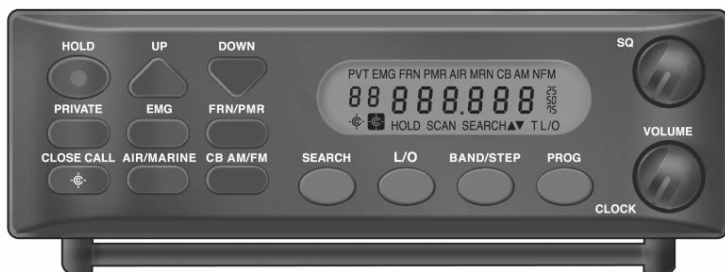 HOLD UP DOWN
SQ
PVT EMG FRN PMR AIR MRN CB AM NFM
88 888.888 25 50 75
HOLD SCAN SEARCH▲▼ T L/O
PRIVATE EMG FRN/PMR
VOLUME
CLOSE CALL AIR/MARINE CB AM/FM
SEARCH L/O BAND/STEP PROG
CLOCK